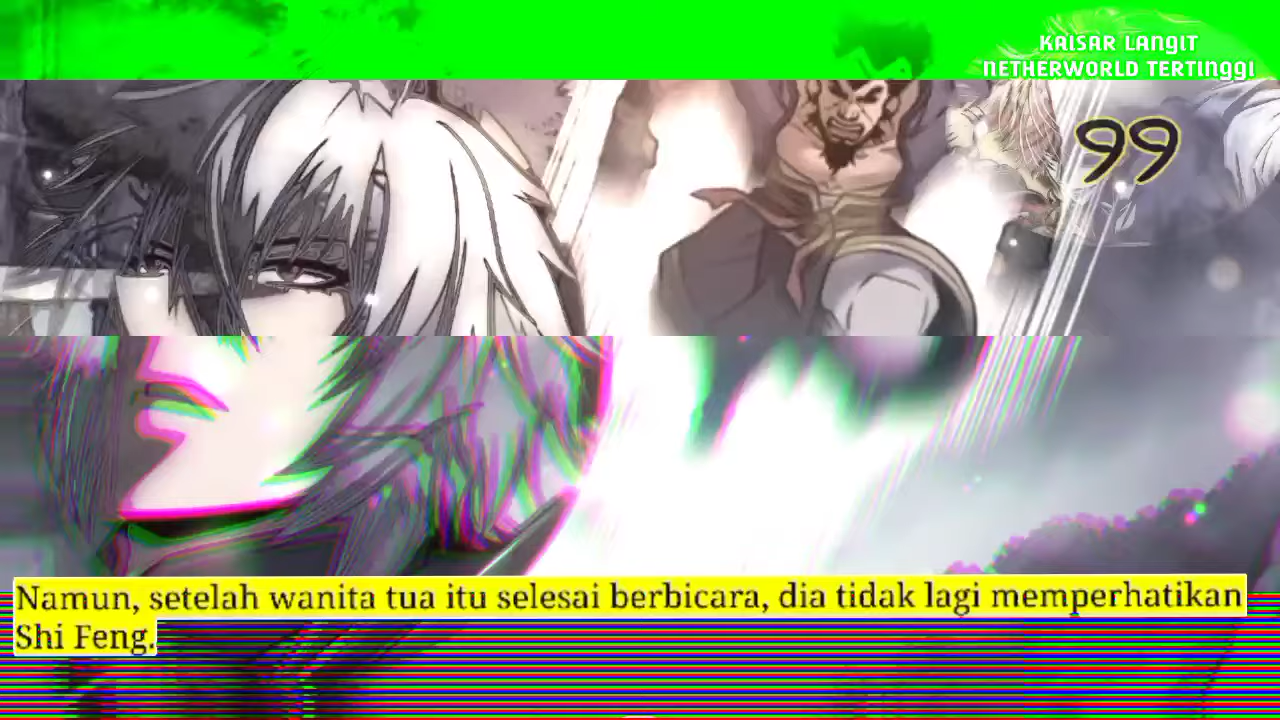 KAISAR LANGIT
NETHERWORLD TERTINGGI
99
Namun, setelah wanita tua itu selesai berbicara, dia tidak lagi memperhatikan
Shi Feng.